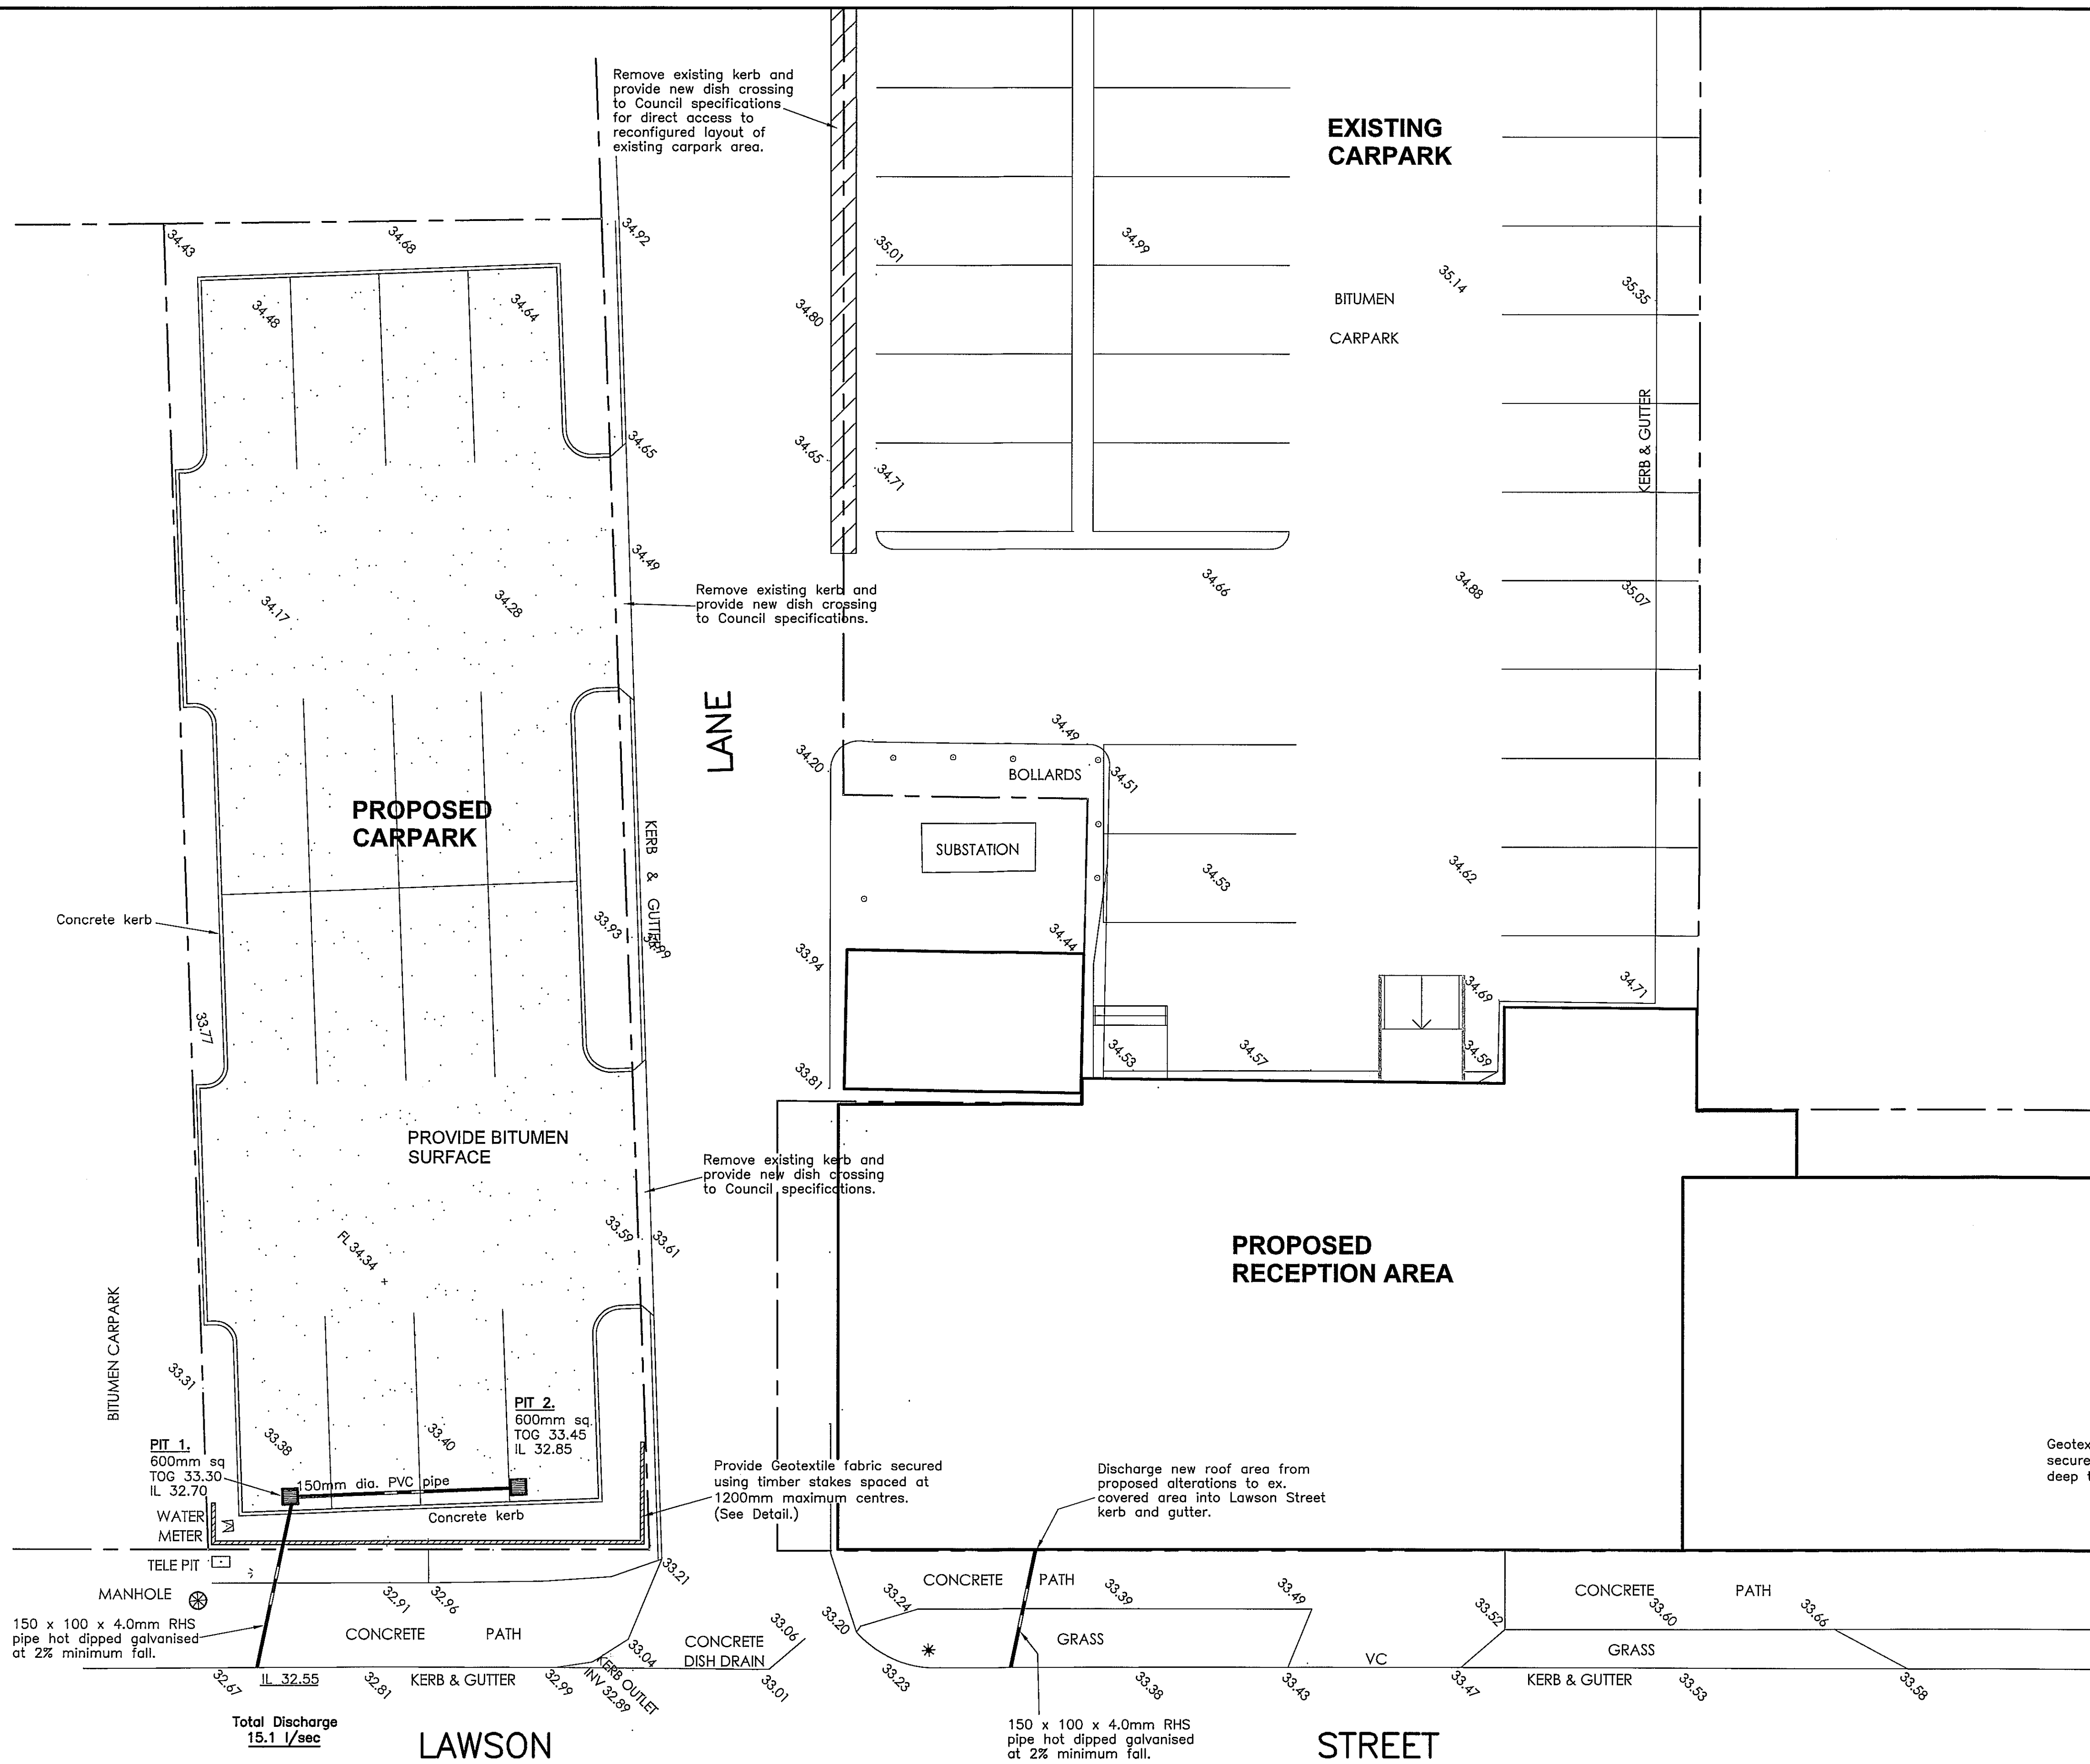 Remove existing kerb and
provide new dish crossing
to Council specifications
for direct access to
reconfigured layout of
existing carpark area.
EXISTING
CARPARK
34.43
34.68
34.92
35.01
34.99
35.14
35.35
34.48
34.64
34.80
BITUMEN
CARPARK
34.65
34.65
34.71
KERB & GUTTER
34.49
34.17
34.28
Remove existing kerb and
provide new dish crossing
to Council specifications.
34.66
34.88
35.07
LANE
34.20
34.49
34.51
BOLLARDS
PROPOSED
CARPARK
KERB & GUTTER
SUBSTATION
34.53
34.62
Concrete kerb
33.93
33.94
34.44
34.69
34.71
33.77
33.81
34.53
34.57
34.59
PROVIDE BITUMEN
SURFACE
Remove existing kerb and
provide new dish crossing
to Council specifications.
33.59
33.61
FL 34.34
PROPOSED
RECEPTION AREA
BITUMEN CARPARK
33.31
33.38
33.40
PIT 2.
600mm sq.
TOG 33.45
IL 32.85
PIT 1.
600mm sq
TOG 33.30
IL 32.70
150mm dia. PVC pipe
Concrete kerb
Provide Geotextile fabric secured
using timber stakes spaced at
1200mm maximum centres.
(See Detail.)
Discharge new roof area from
proposed alterations to ex.
covered area into Lawson Street
kerb and gutter.
Geotex
secure
deep t
WATER
METER
TELE PIT
MANHOLE
33.21
32.91
32.96
CONCRETE PATH
33.24
33.39
33.49
33.52
CONCRETE PATH
33.60
33.66
150 x 100 x 4.0mm RHS
pipe hot dipped galvanised
at 2% minimum fall.
CONCRETE PATH
33.04
CONCRETE
DISH DRAIN
33.06
33.20
GRASS
VC
GRASS
32.67
IL 32.55
32.81
KERB & GUTTER
32.99
KERB OUTLET
INV 32.89
33.01
33.23
33.38
33.43
33.47
KERB & GUTTER
33.53
33.58
Total Discharge
15.1 l/sec
150 x 100 x 4.0mm RHS
pipe hot dipped galvanised
at 2% minimum fall.
LAWSON STREET